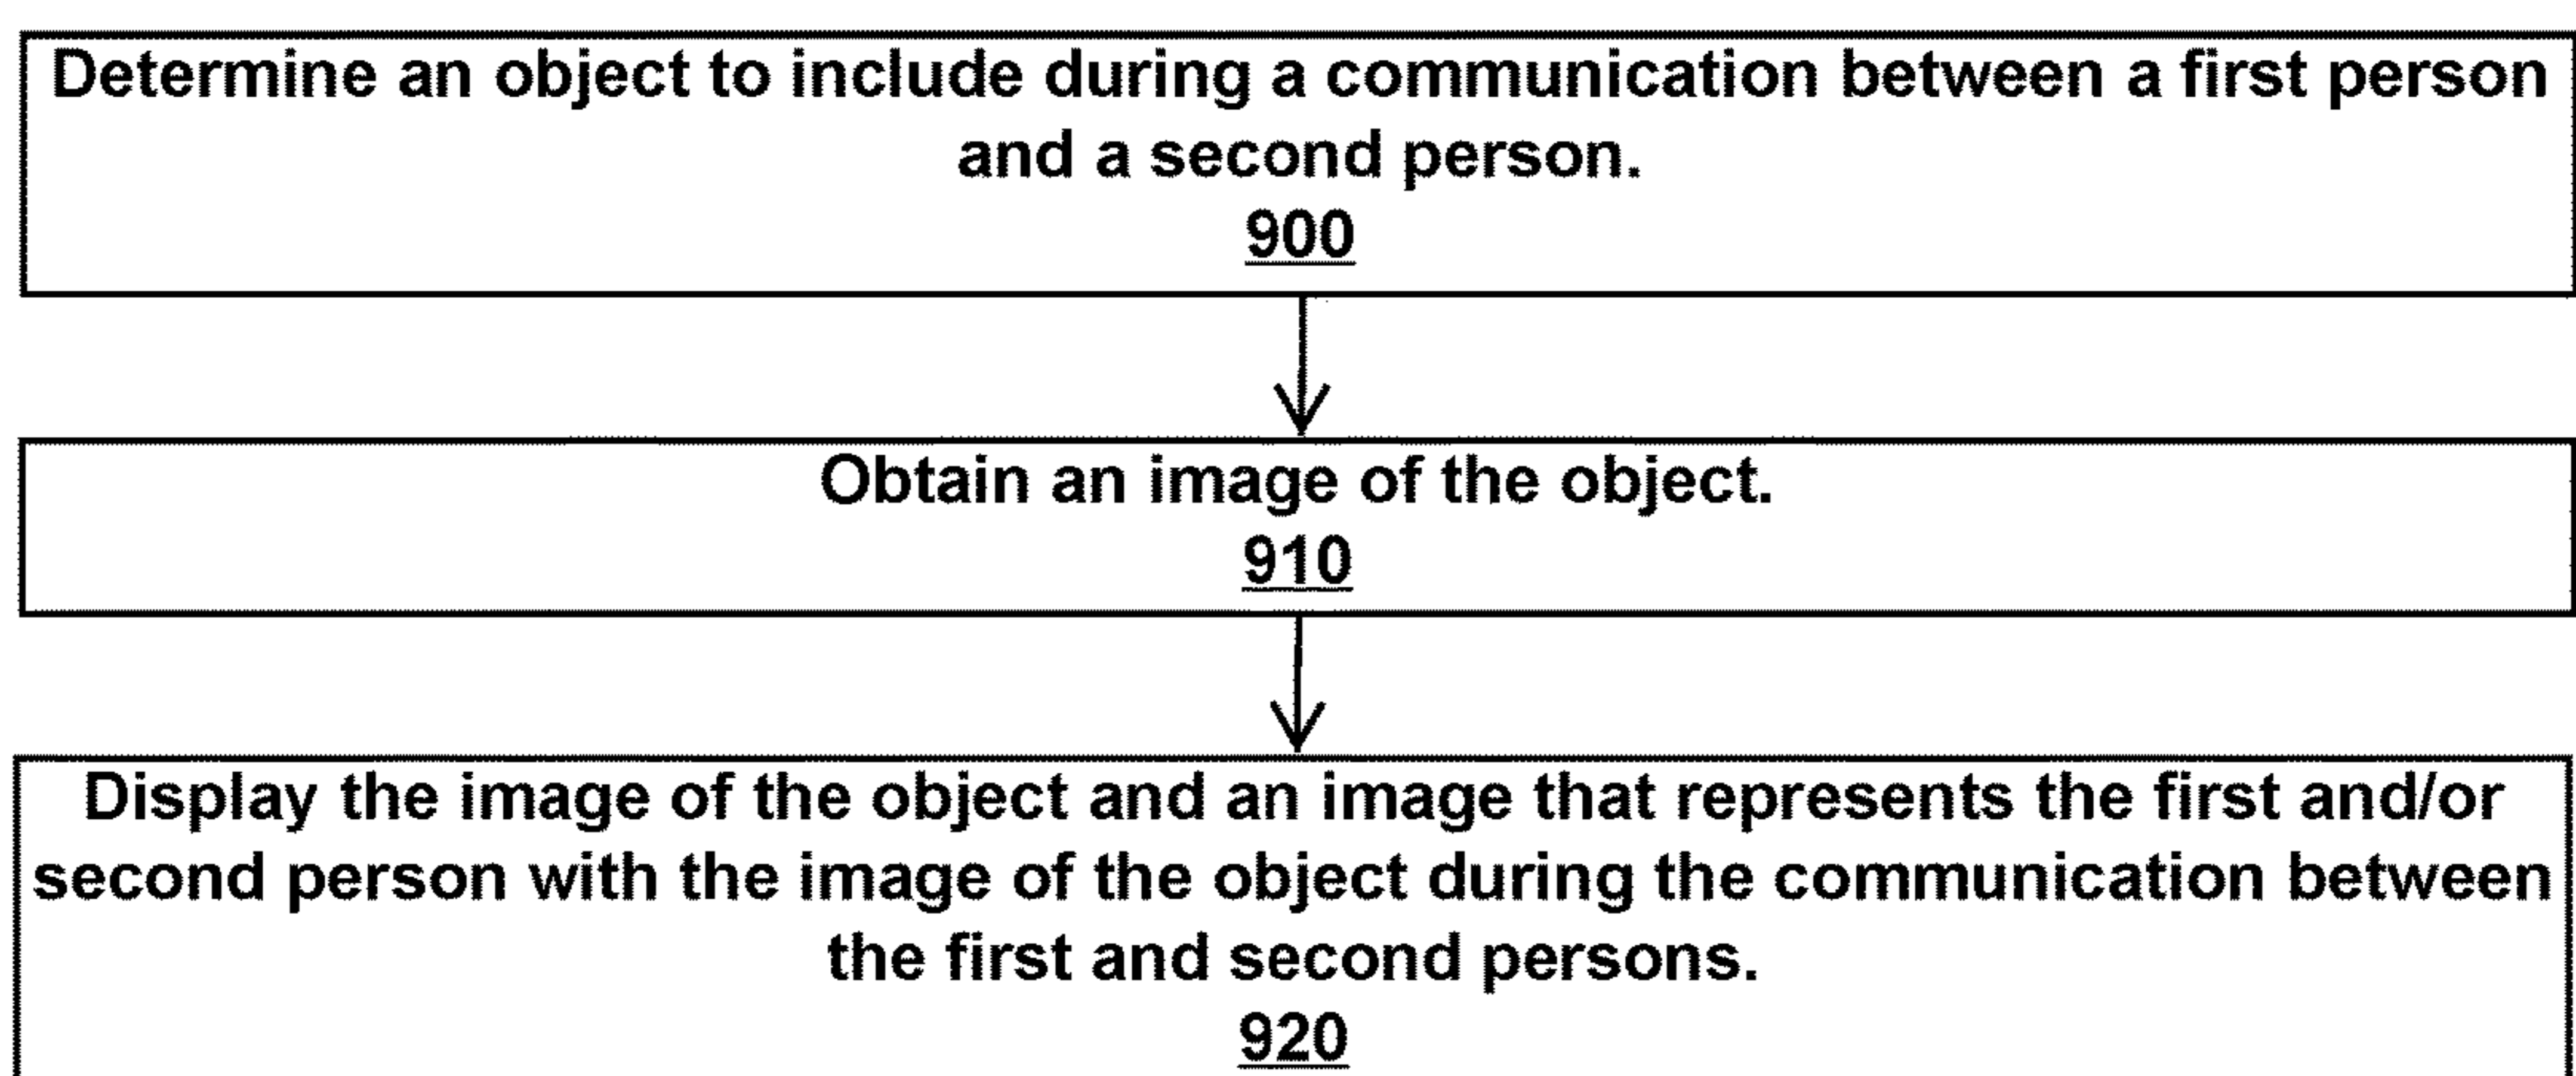 Determine an object to include during a communication between a first person
and a second person.
900
Obtain an image of the object.
910
Display the image of the object and an image that represents the first and/or
second person with the image of the object during the communication between
the first and second persons.
920